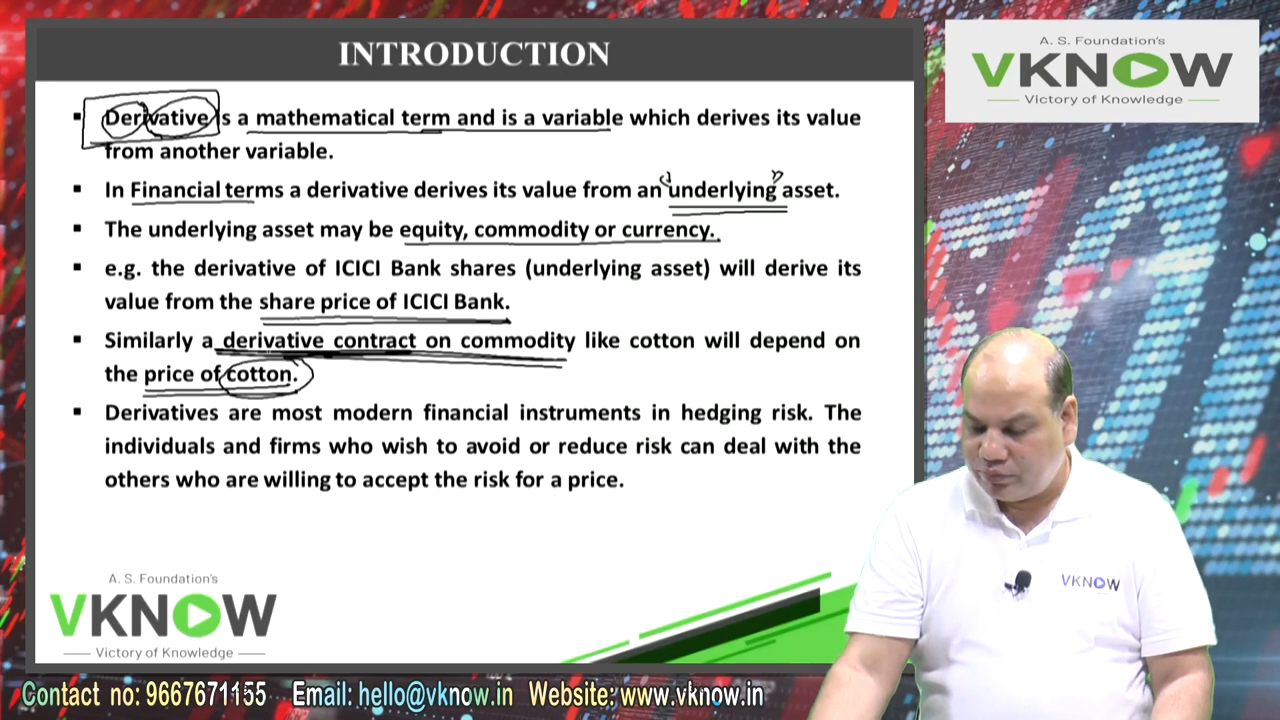 INTRODUCTION
▪ Derivative is a mathematical term and is a variable which derives its value
from another variable.
▪ In Financial terms a derivative derives its value from an underlying asset.
▪ The underlying asset may be equity, commodity or currency.
▪ e.g. the derivative of ICICI Bank shares (underlying asset) will derive its
value from the share price of ICICI Bank.
▪ Similarly a derivative contract on commodity like cotton will depend on
the price of cotton.
▪ Derivatives are most modern financial instruments in hedging risk. The
individuals and firms who wish to avoid or reduce risk can deal with the
others who are willing to accept the risk for a price.
A. S. Foundation's
VKNOW
Victory of Knowledge
A. S. Foundation's
VKNOW
Victory of Knowledge
VKNOW
Contact no: 9667671155 Email: hello@vknow.in Website: www.vknow.in